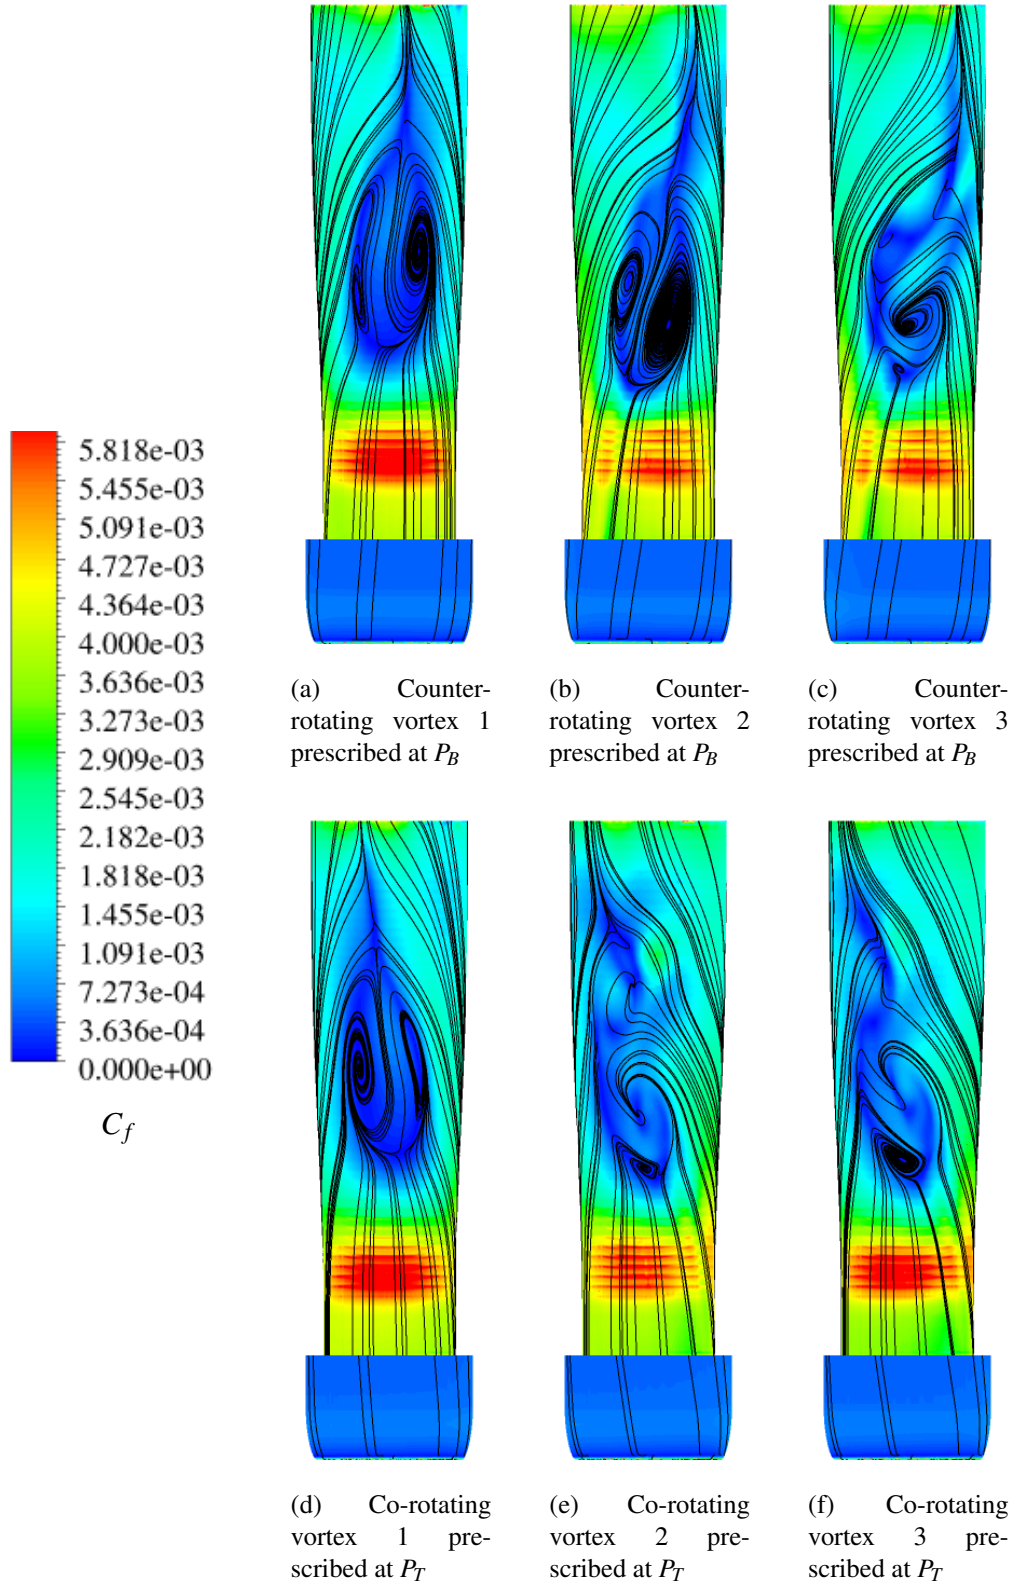 5.818e-03
5.455e-03
5.091e-03
4.727e-03
4.364e-03
4.000e-03
3.636e-03
3.273e-03
2.909e-03
2.545e-03
2.182e-03
1.818e-03
1.455e-03
1.091e-03
7.273e-04
3.636e-04
0.000e+00
C_f
(a) Counter-
rotating vortex 1
prescribed at P_B
(b) Counter-
rotating vortex 2
prescribed at P_B
(c) Counter-
rotating vortex 3
prescribed at P_B
(d) Co-rotating
vortex 1 pre-
scribed at P_T
(e) Co-rotating
vortex 2 pre-
scribed at P_T
(f) Co-rotating
vortex 3 pre-
scribed at P_T